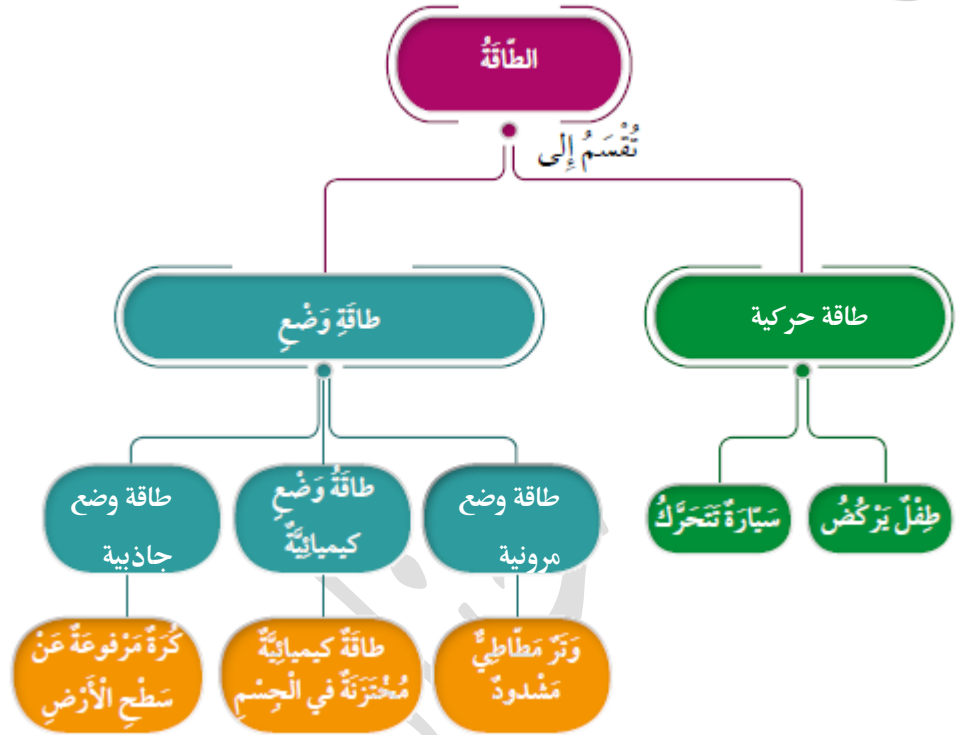 الطّاقَةُ
تُقْسَمُ إِلى
طاقة حركية
طاقَةِ وَضْعٍ
طِفْلٌ يَرْكُضُ
سَيّارَةٌ تَتَحَرَّكُ
طاقة وضع
مرونية
طاقَةُ وَضْعٍ
كيميائِيَّةٌ
طاقة وضع
جاذبية
وَتَرٌ مَطّاطِيٌّ
مَشْدودٌ
طاقَةٌ كيميائِيَّةٌ
مُخْتَزَنَةٌ في الْجِسْمِ
كُرَةٌ مَرْفوعَةٌ عَنْ
سَطْحِ الْأَرْضِ